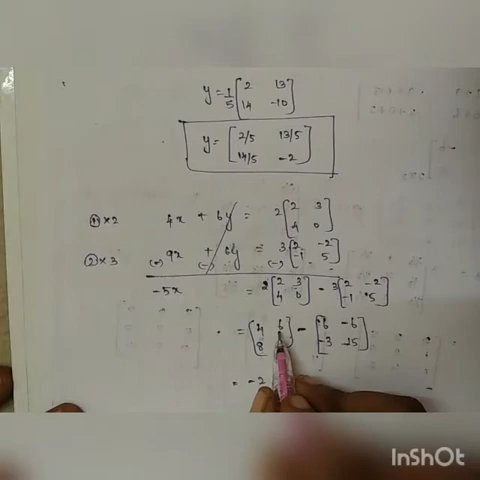 y = 1/5 [2 13
14 -10]
y = [2/5 13/5
14/5 -2]
①×2 4x + 6y = 2 [2 3
4 0]
②×3 (-) 9x + (-) 6y = (-) 3 [2 -2
-1 5]
-5x = 2 [2 3
4 0] - 3 [2 -2
-1 5]
= [4 6
8 ] - [6 -6
-3 15]
= -2
InShOt